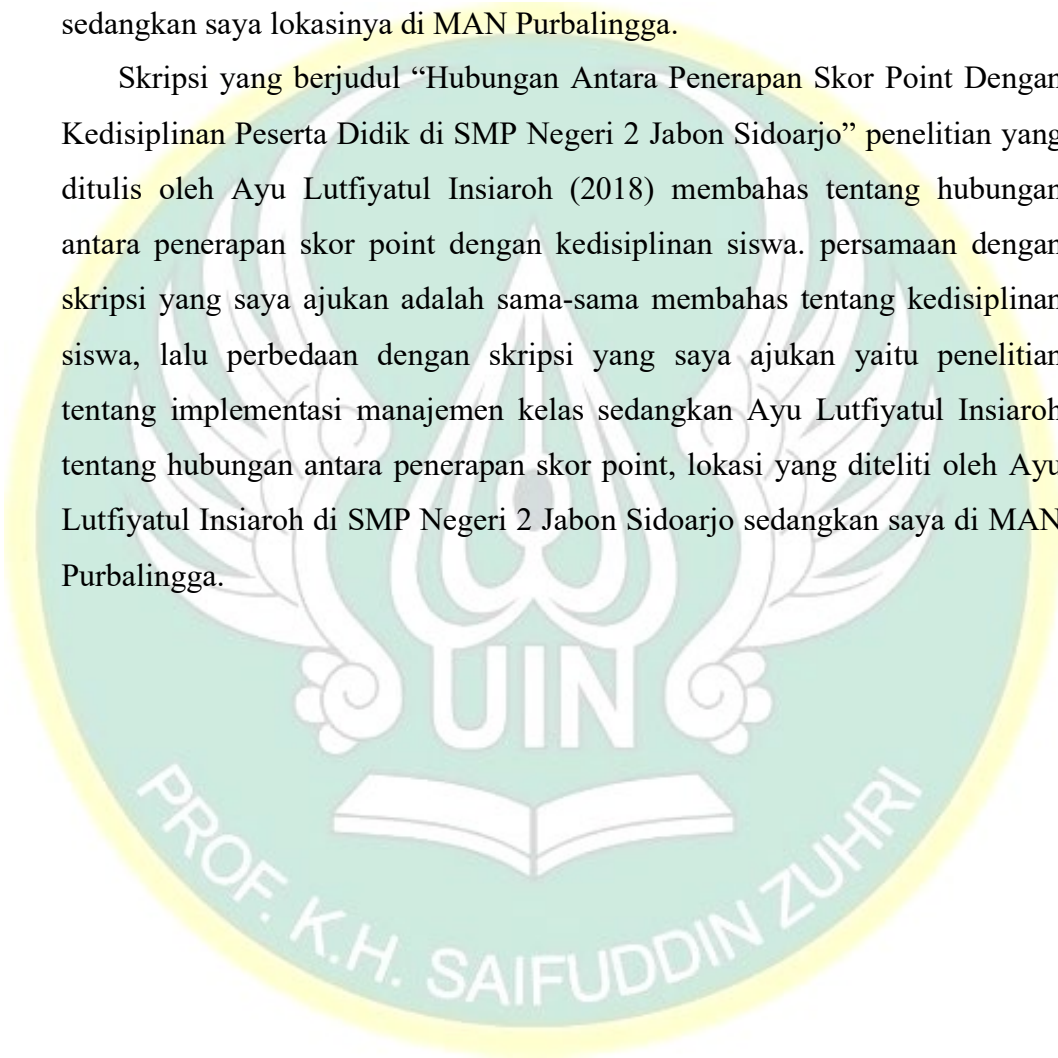 sedangkan saya lokasinya di MAN Purbalingga.
Skripsi yang berjudul “Hubungan Antara Penerapan Skor Point Dengan
Kedisiplinan Peserta Didik di SMP Negeri 2 Jabon Sidoarjo” penelitian yang
ditulis oleh Ayu Lutfiyatul Insiaroh (2018) membahas tentang hubungan
antara penerapan skor point dengan kedisiplinan siswa. persamaan dengan
skripsi yang saya ajukan adalah sama-sama membahas tentang kedisiplinan
siswa, lalu perbedaan dengan skripsi yang saya ajukan yaitu penelitian
tentang implementasi manajemen kelas sedangkan Ayu Lutfiyatul Insiaroh
tentang hubungan antara penerapan skor point, lokasi yang diteliti oleh Ayu
Lutfiyatul Insiaroh di SMP Negeri 2 Jabon Sidoarjo sedangkan saya di MAN
Purbalingga.
UIN
PROF. K.H. SAIFUDDIN ZUHRI